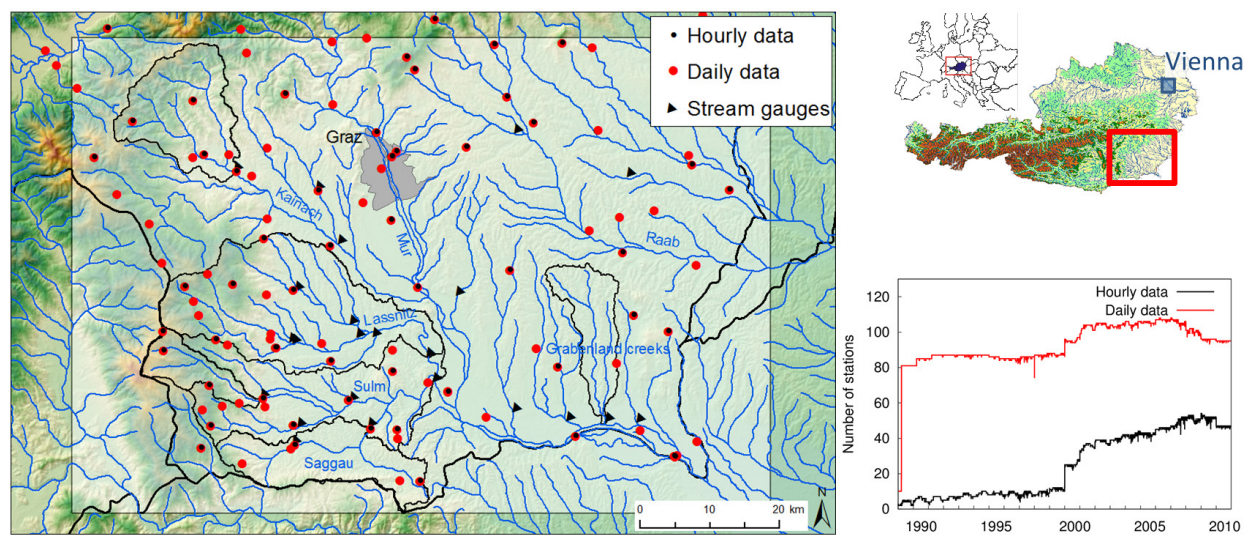 Hourly data
Daily data
Stream gauges
Graz
Kainach
Mur
Raab
Lassnitz
Grabenland creeks
Sulm
Saggau
0 5 10 20 km
N
Vienna
Hourly data
Daily data
Number of stations
120
100
80
60
40
20
0
1990 1995 2000 2005 2010